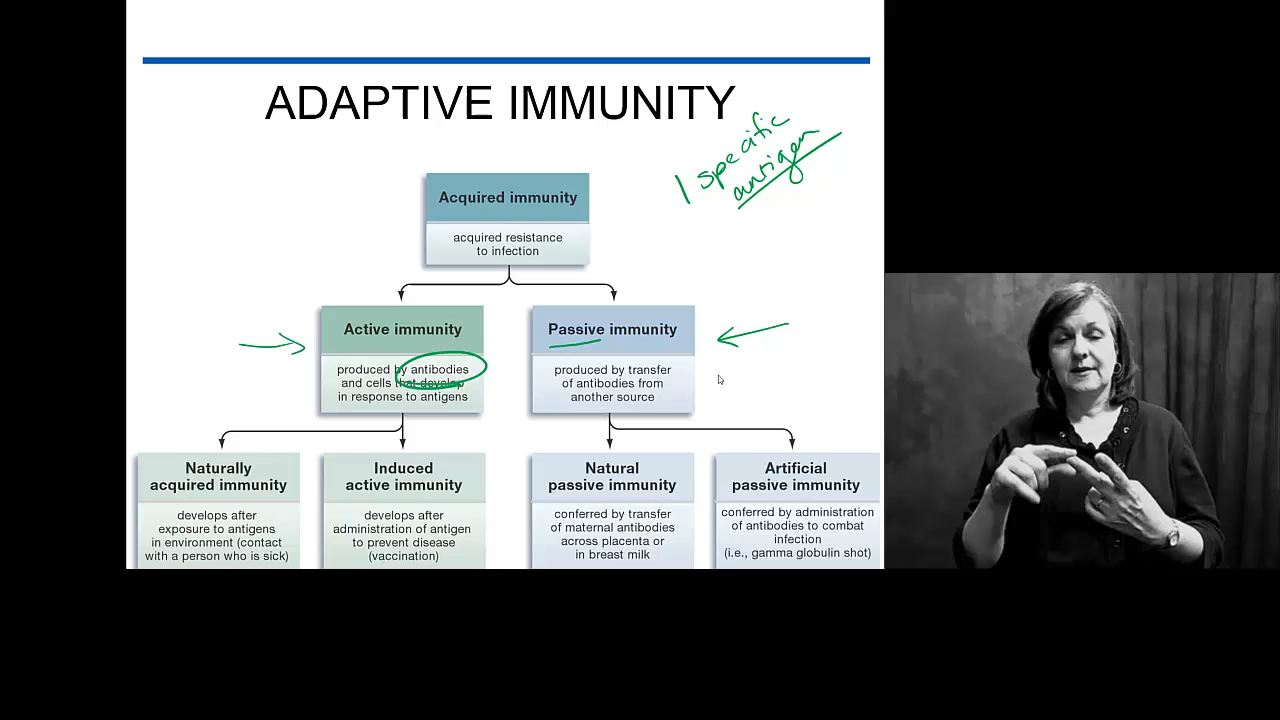 ADAPTIVE IMMUNITY
1 specific
antigen
Acquired immunity
acquired resistance
to infection
Active immunity
produced by antibodies
and cells that develop
in response to antigens
Passive immunity
produced by transfer
of antibodies from
another source
Naturally
acquired immunity
develops after
exposure to antigens
in environment (contact
with a person who is sick)
Induced
active immunity
develops after
administration of antigen
to prevent disease
(vaccination)
Natural
passive immunity
conferred by transfer
of maternal antibodies
across placenta or
in breast milk
Artificial
passive immunity
conferred by administration
of antibodies to combat
infection
(i.e., gamma globulin shot)